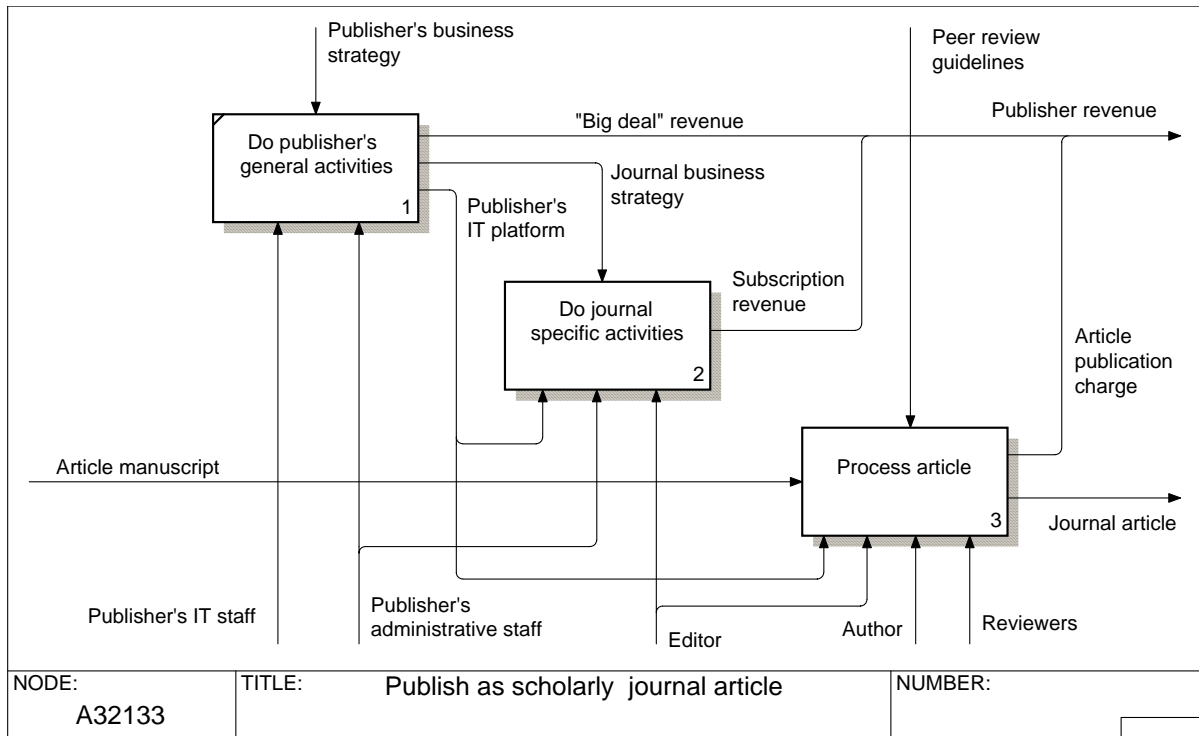 Publisher's business
strategy
Peer review
guidelines
Do publisher's
general activities
1
"Big deal" revenue
Publisher revenue
Journal business
strategy
Publisher's
IT platform
Do journal
specific activities
2
Subscription
revenue
Article
publication
charge
Article manuscript
Process article
3
Journal article
Publisher's IT staff
Publisher's
administrative staff
Editor
Author
Reviewers
NODE:
A32133
TITLE:
Publish as scholarly journal article
NUMBER: